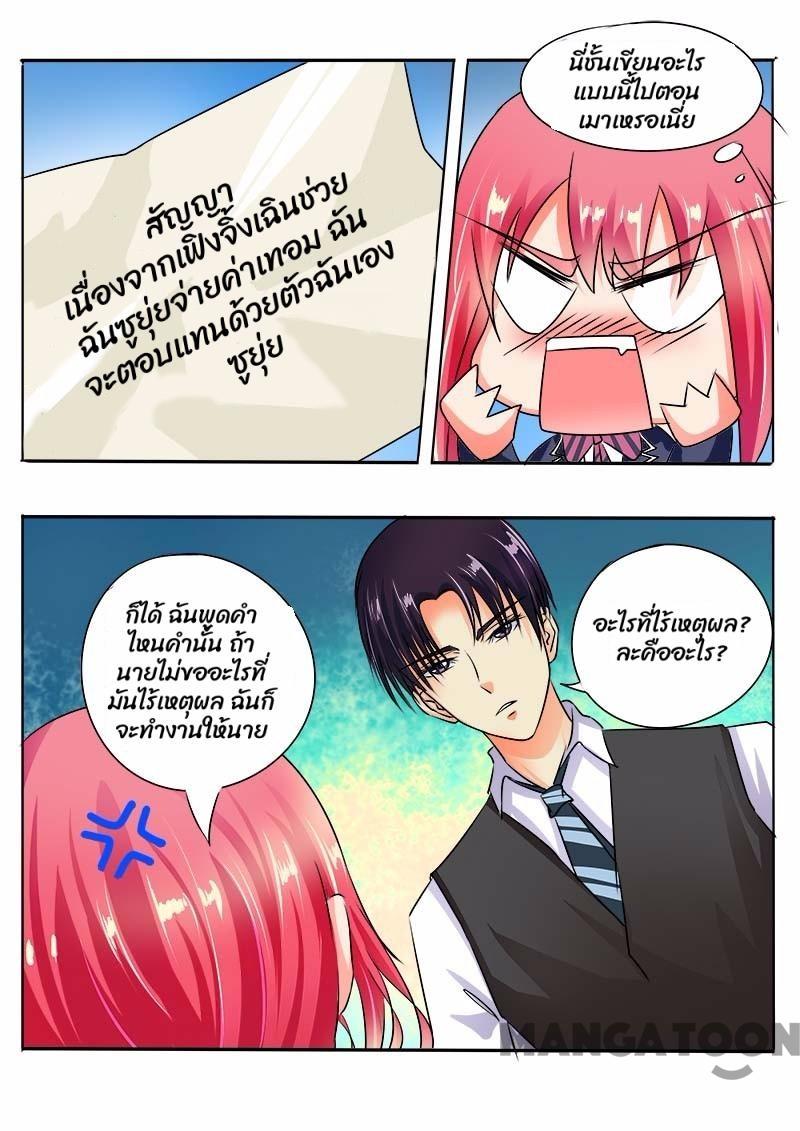 สัญญา
เนื่องจากเฟิงจิ๊งเฉินช่วย
ฉันซูยุ่ยจ่ายค่าเทอม ฉัน
จะตอบแทนด้วยตัวฉันเอง
ซูยุ่ย
นี่ชั้นเขียนอะไร
แบบนี้ไปตอน
เมาเหรอเนี่ย
ก็ได้ ฉันพูดคำ
ไหนคำนั้น ถ้า
นายไม่ขออะไรที่
มันไร้เหตุผล ฉันก็
จะทำงานให้นาย
อะไรที่ไร้เหตุผล?
ละคืออะไร?
MANGATOON